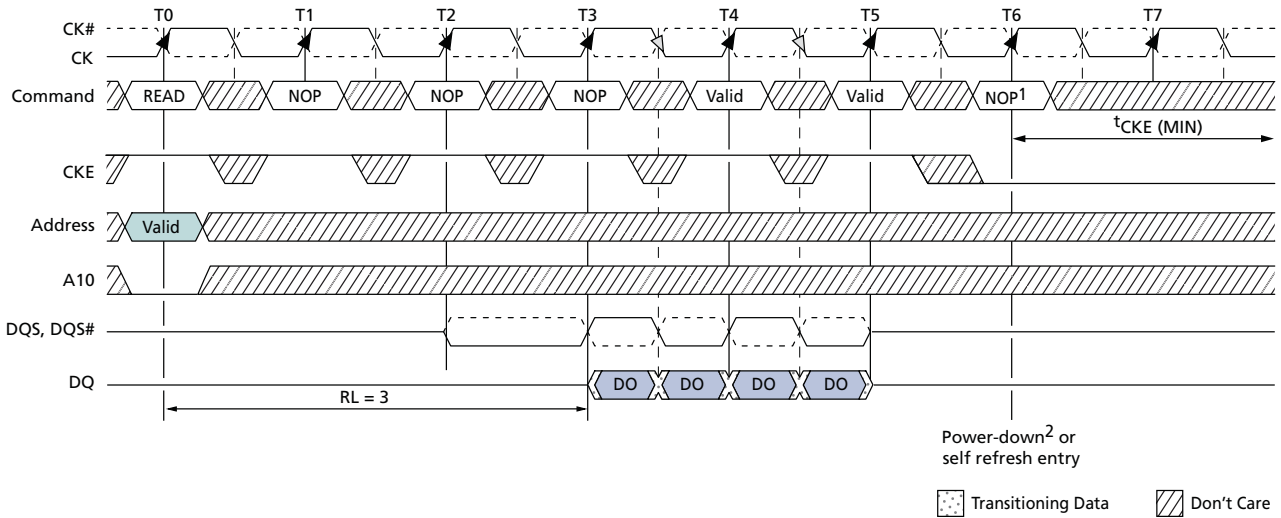 T0 T1 T2 T3 T4 T5 T6 T7
CK#
CK
Command READ NOP NOP NOP Valid Valid NOP1
tCKE (MIN)
CKE
Address Valid
A10
DQS, DQS#
DQ DO DO DO DO
RL = 3
Power-down2 or
self refresh entry
Transitioning Data Don't Care